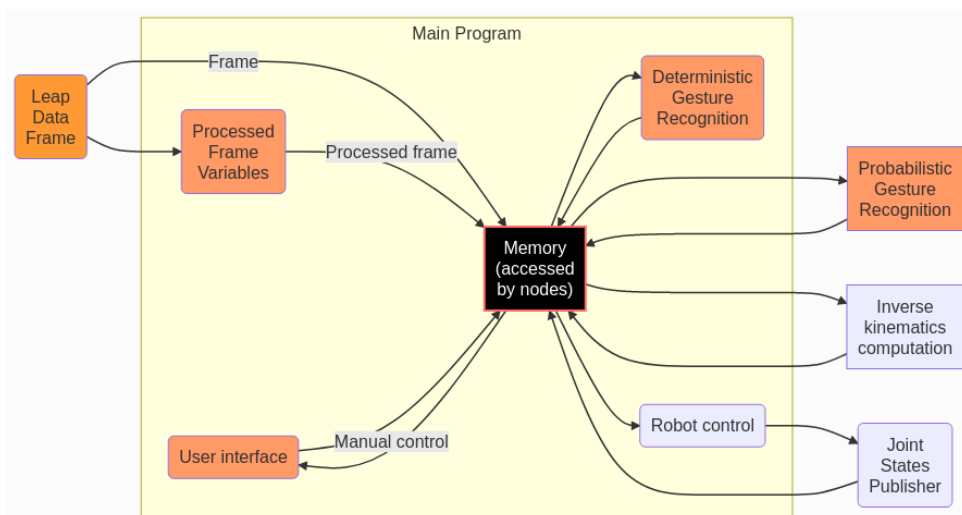 Main Program
Frame
Leap
Data
Frame
Processed
Frame
Variables
Processed frame
Deterministic
Gesture
Recognition
Probabilistic
Gesture
Recognition
Memory
(accessed
by nodes)
Inverse
kinematics
computation
User interface
Manual control
Robot control
Joint
States
Publisher